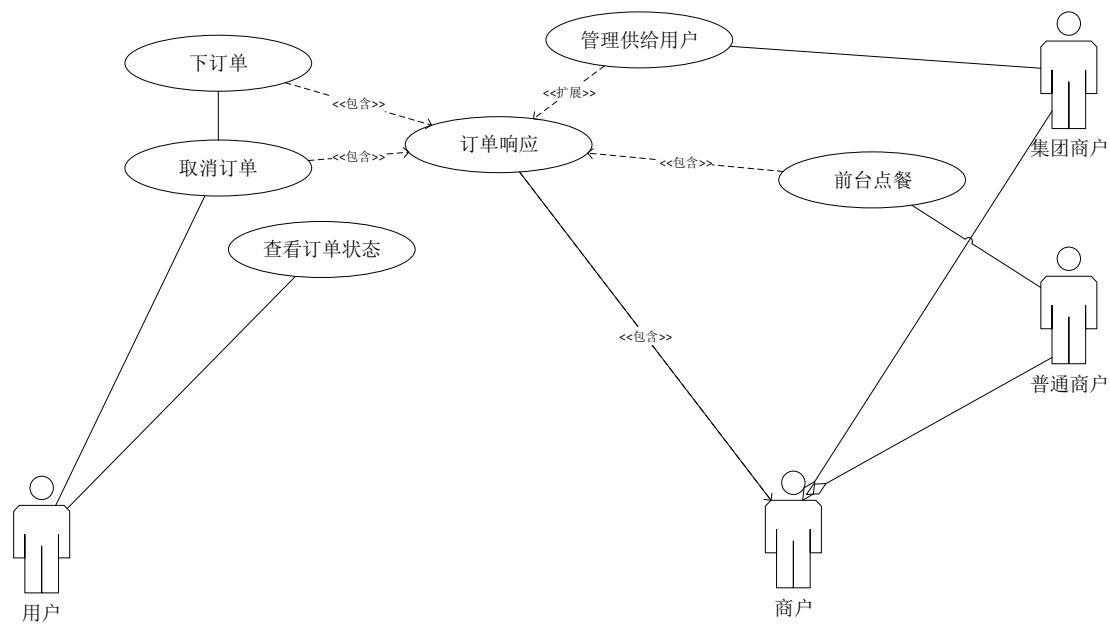 管理供给用户
下订单
<<包含>>
<<扩展>>
订单响应
集团商户
取消订单
<<包含>>
<<包含>>
前台点餐
查看订单状态
<<包含>>
普通商户
用户
商户